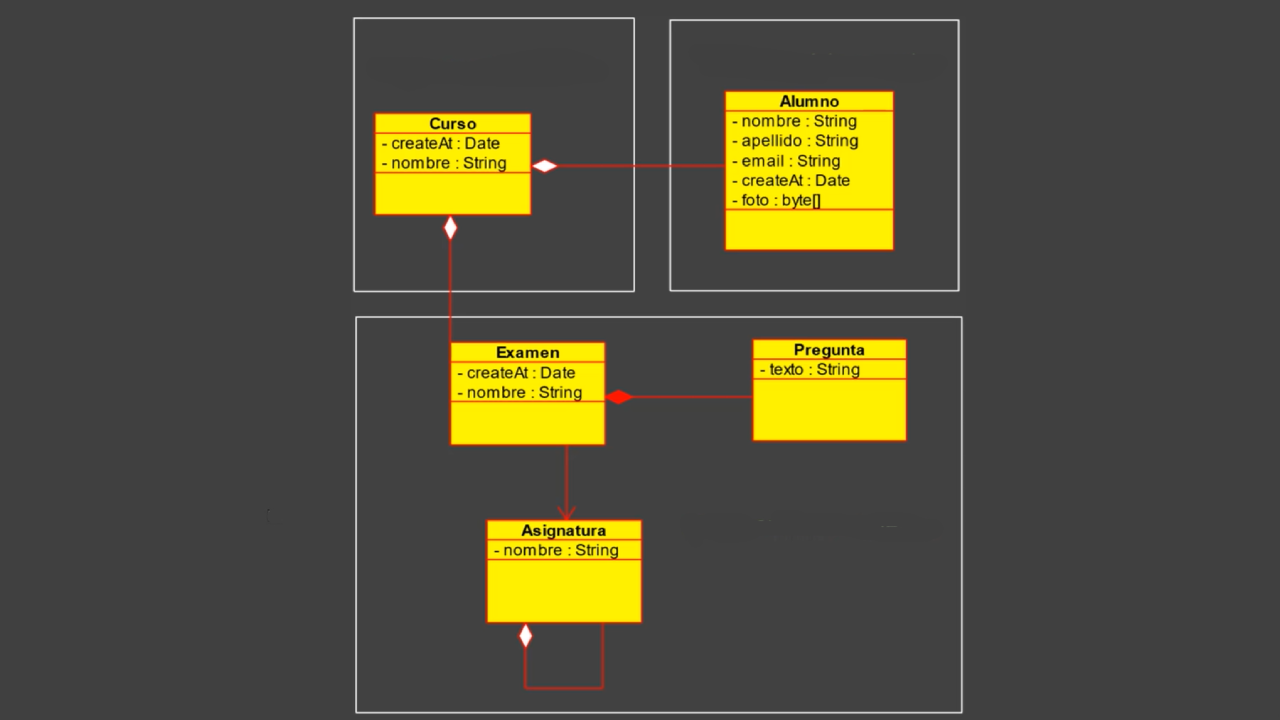 Curso
- createAt : Date
- nombre : String
Alumno
- nombre : String
- apellido : String
- email : String
- createAt : Date
- foto : byte[]
Examen
- createAt : Date
- nombre : String
Pregunta
- texto : String
Asignatura
- nombre : String